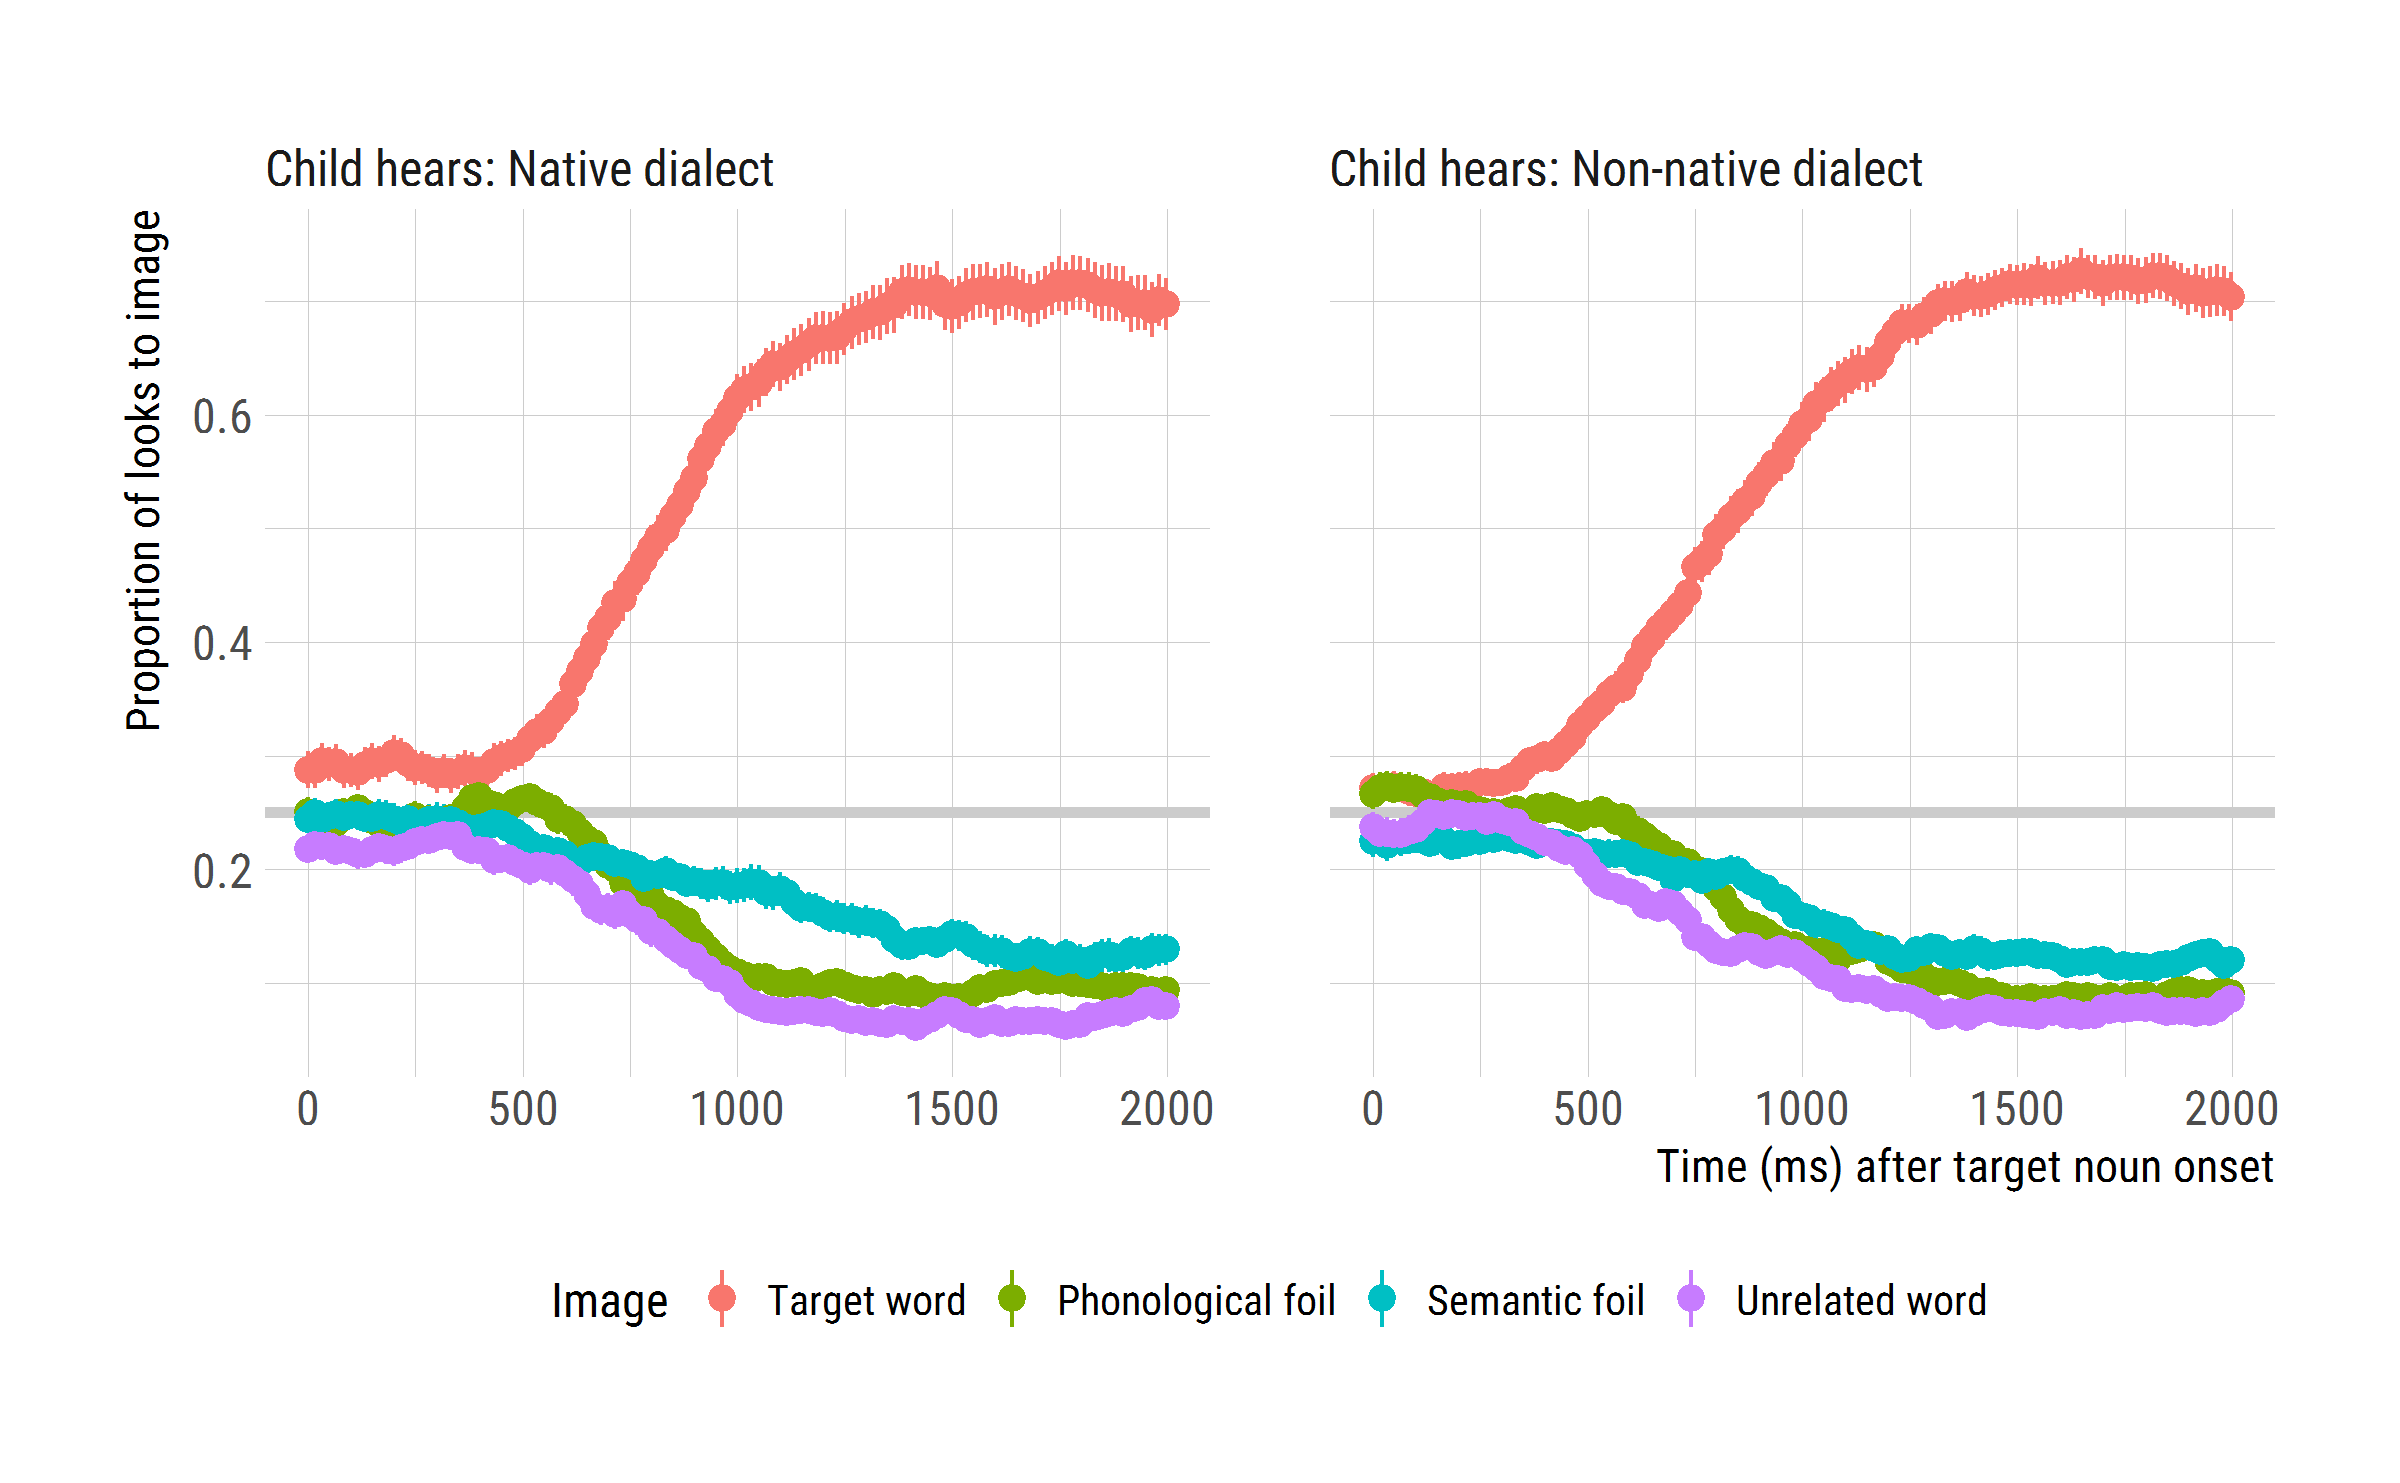 Child hears: Native dialect
Child hears: Non-native dialect
Proportion of looks to image
0.6
0.4
0.2
0 500 1000 1500 2000
0 500 1000 1500 2000
Time (ms) after target noun onset
Image Target word Phonological foil Semantic foil Unrelated word